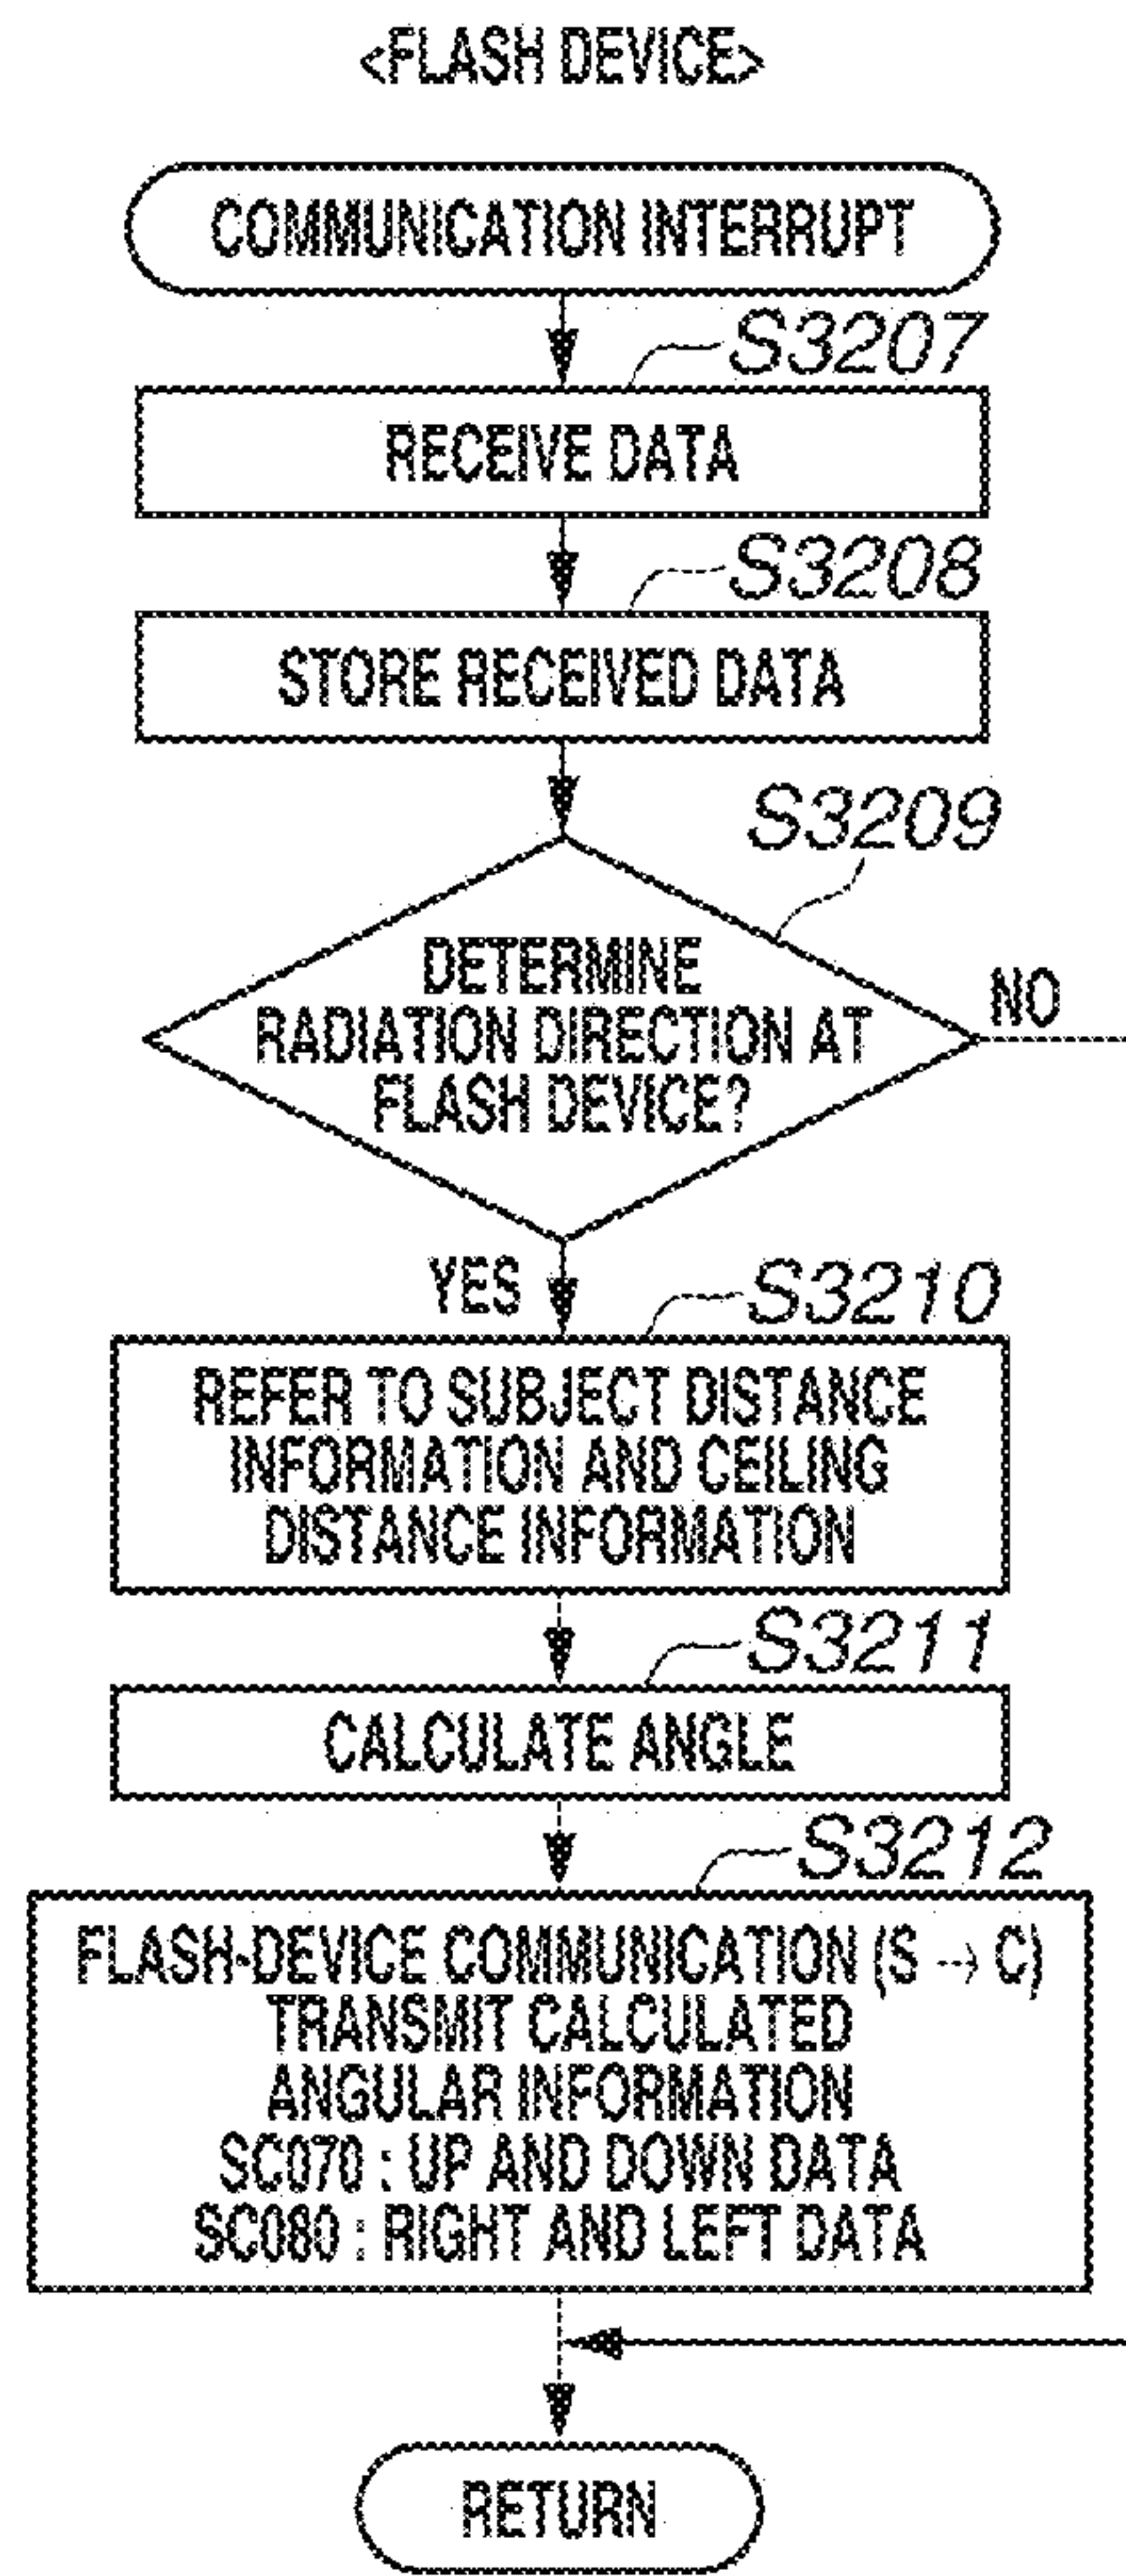 <FLASH DEVICE>
COMMUNICATION INTERRUPT
S3207
RECEIVE DATA
S3208
STORE RECEIVED DATA
S3209
DETERMINE
RADIATION DIRECTION AT
FLASH DEVICE?
NO
YES
S3210
REFER TO SUBJECT DISTANCE
INFORMATION AND CEILING
DISTANCE INFORMATION
S3211
CALCULATE ANGLE
S3212
FLASH-DEVICE COMMUNICATION (S → C)
TRANSMIT CALCULATED
ANGULAR INFORMATION
SC070 : UP AND DOWN DATA
SC080 : RIGHT AND LEFT DATA
RETURN